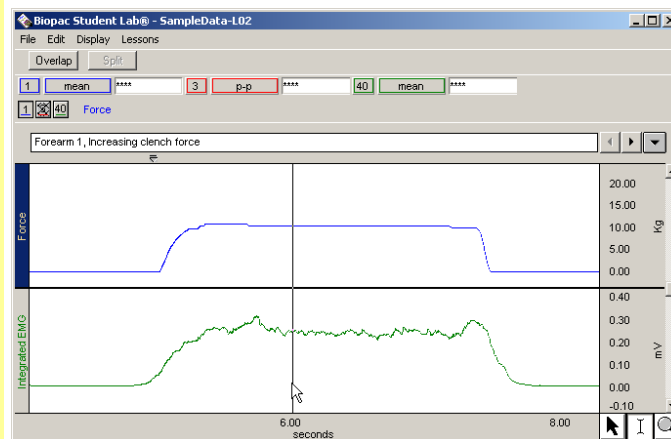 Biopac Student Lab® - SampleData-L02
File Edit Display Lessons
Overlap Split
1 mean **** 3 p-p **** 40 mean ****
1 3 40 Force
Forearm 1, Increasing clench force
Force
20.00
15.00
10.00
5.00
0.00
Kg
Integrated EMG
0.40
0.30
0.20
0.10
0.00
-0.10
mV
6.00 8.00
seconds